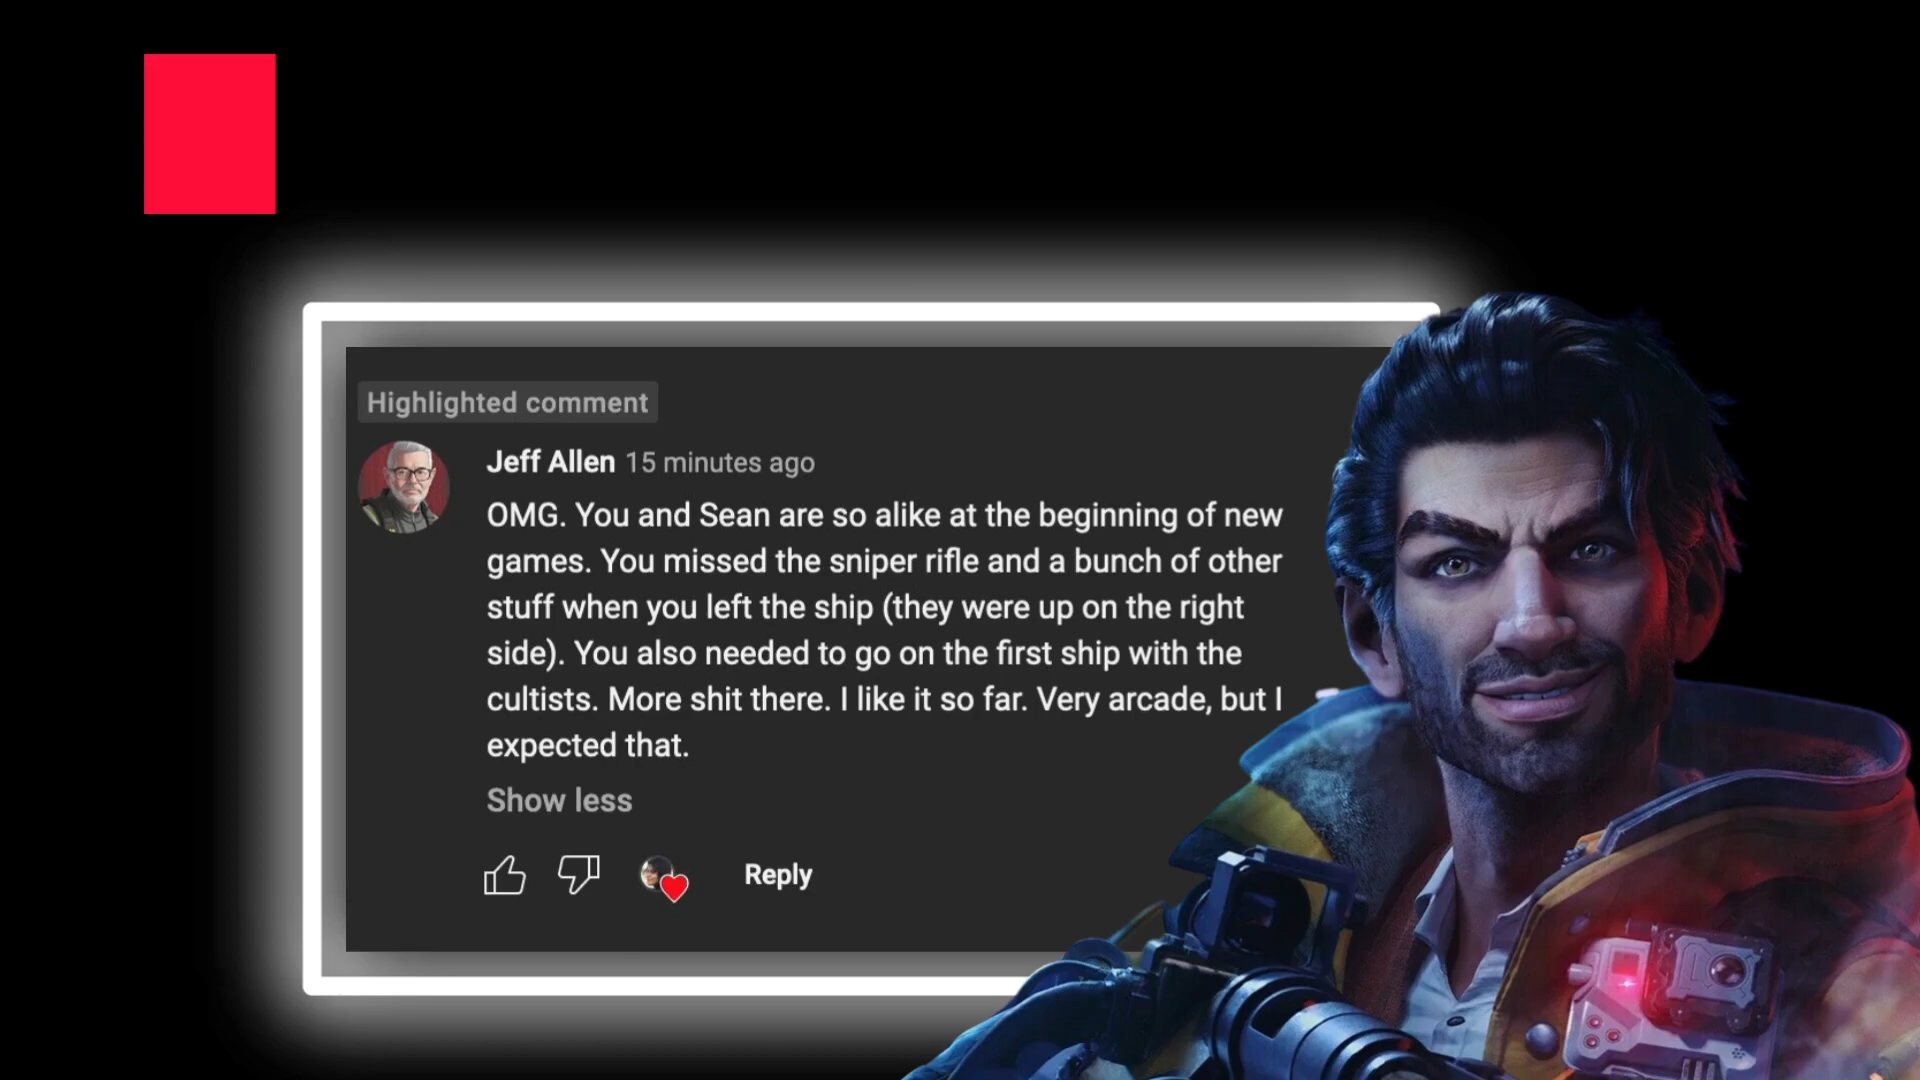 Highlighted comment
Jeff Allen 15 minutes ago
OMG. You and Sean are so alike at the beginning of new
games. You missed the sniper rifle and a bunch of other
stuff when you left the ship (they were up on the right
side). You also needed to go on the first ship with the
cultists. More shit there. I like it so far. Very arcade, but I
expected that.
Show less
Reply